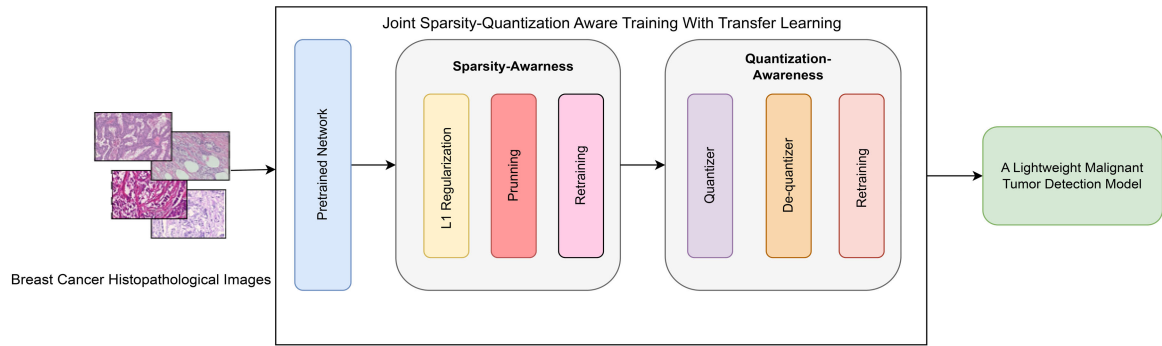 Joint Sparsity-Quantization Aware Training With Transfer Learning
Breast Cancer Histopathological Images
Pretrained Network
Sparsity-Awarness
L1 Regularization
Prunning
Retraining
Quantization-
Awareness
Quantizer
De-quantizer
Retraining
A Lightweight Malignant
Tumor Detection Model